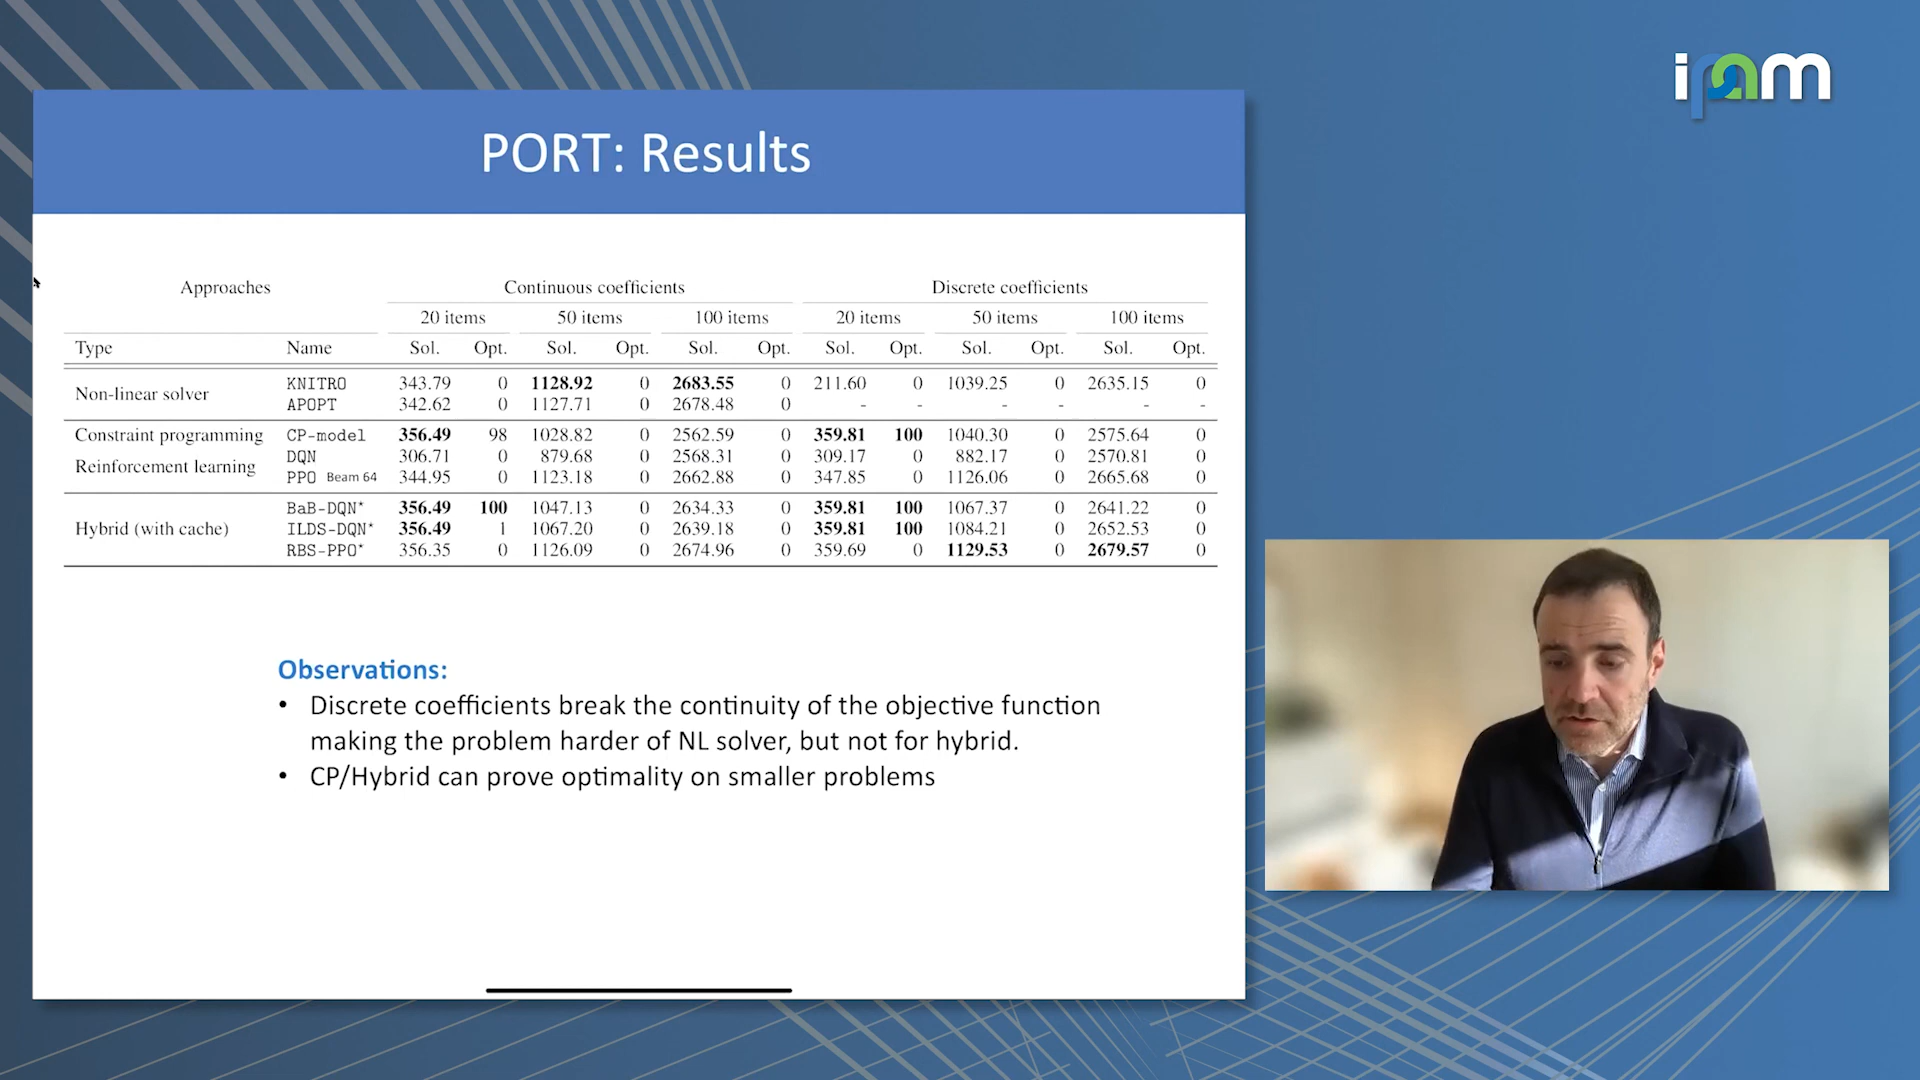 ipam
PORT: Results
Approaches Continuous coefficients Discrete coefficients
20 items 50 items 100 items 20 items 50 items 100 items
Type Name Sol. Opt. Sol. Opt. Sol. Opt. Sol. Opt. Sol. Opt. Sol. Opt.
Non-linear solver
KNITRO 343.79 0 1128.92 0 2683.55 0 211.60 0 1039.25 0 2635.15 0
APOPT 342.62 0 1127.71 0 2678.48 0 - - - - - -
Constraint programming CP-model 356.49 98 1028.82 0 2562.59 0 359.81 100 1040.30 0 2575.64 0
Reinforcement learning
DQN 306.71 0 879.68 0 2568.31 0 309.17 0 882.17 0 2570.81 0
PPO Beam 64 344.95 0 1123.18 0 2662.88 0 347.85 0 1126.06 0 2665.68 0
BaB-DQN* 356.49 100 1047.13 0 2634.33 0 359.81 100 1067.37 0 2641.22 0
Hybrid (with cache) ILDS-DQN* 356.49 1 1067.20 0 2639.18 0 359.81 100 1084.21 0 2652.53 0
RBS-PPO* 356.35 0 1126.09 0 2674.96 0 359.69 0 1129.53 0 2679.57 0
Observations:
• Discrete coefficients break the continuity of the objective function
making the problem harder of NL solver, but not for hybrid.
• CP/Hybrid can prove optimality on smaller problems